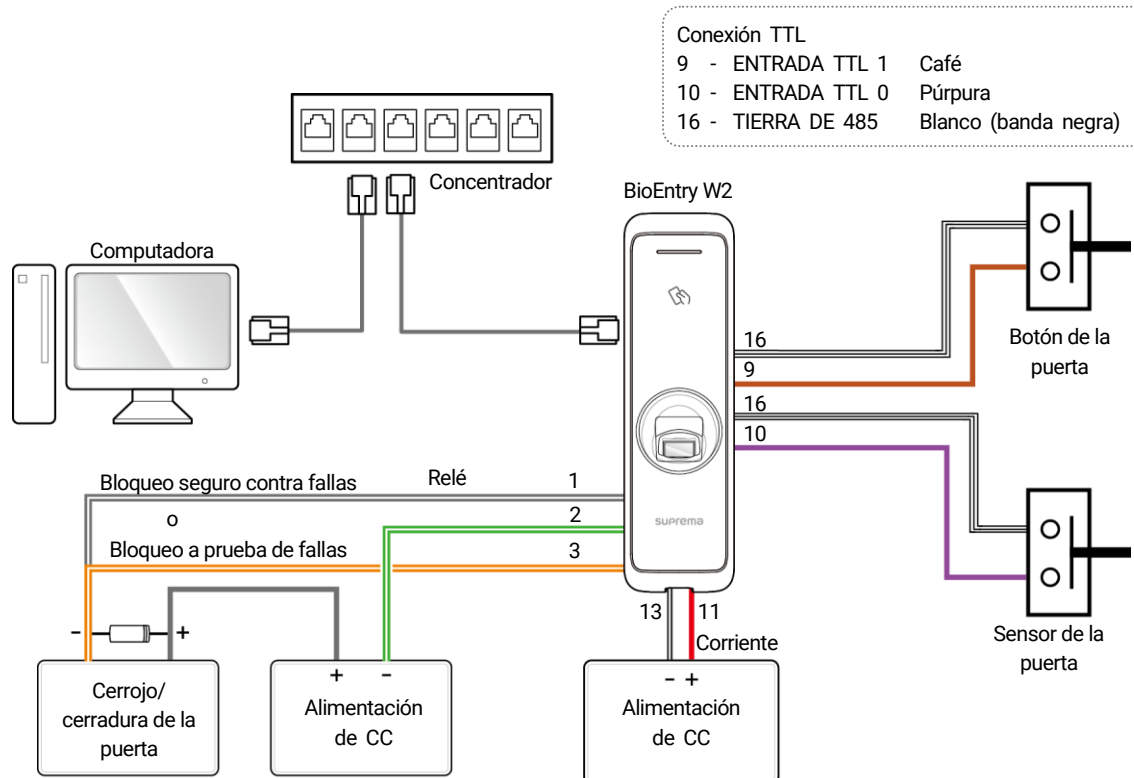 Conexión TTL
9 - ENTRADA TTL 1 Café
10 - ENTRADA TTL 0 Púrpura
16 - TIERRA DE 485 Blanco (banda negra)
Concentrador
BioEntry W2
Computadora
16
9
16
10
Botón de la
puerta
Bloqueo seguro contra fallas
Relé
1
o
2
Bloqueo a prueba de fallas
3
suprema
13
11
Corriente
Sensor de la
puerta
- +
Cerrojo/
cerradura de la
puerta
+ -
Alimentación
de CC
- +
Alimentación
de CC